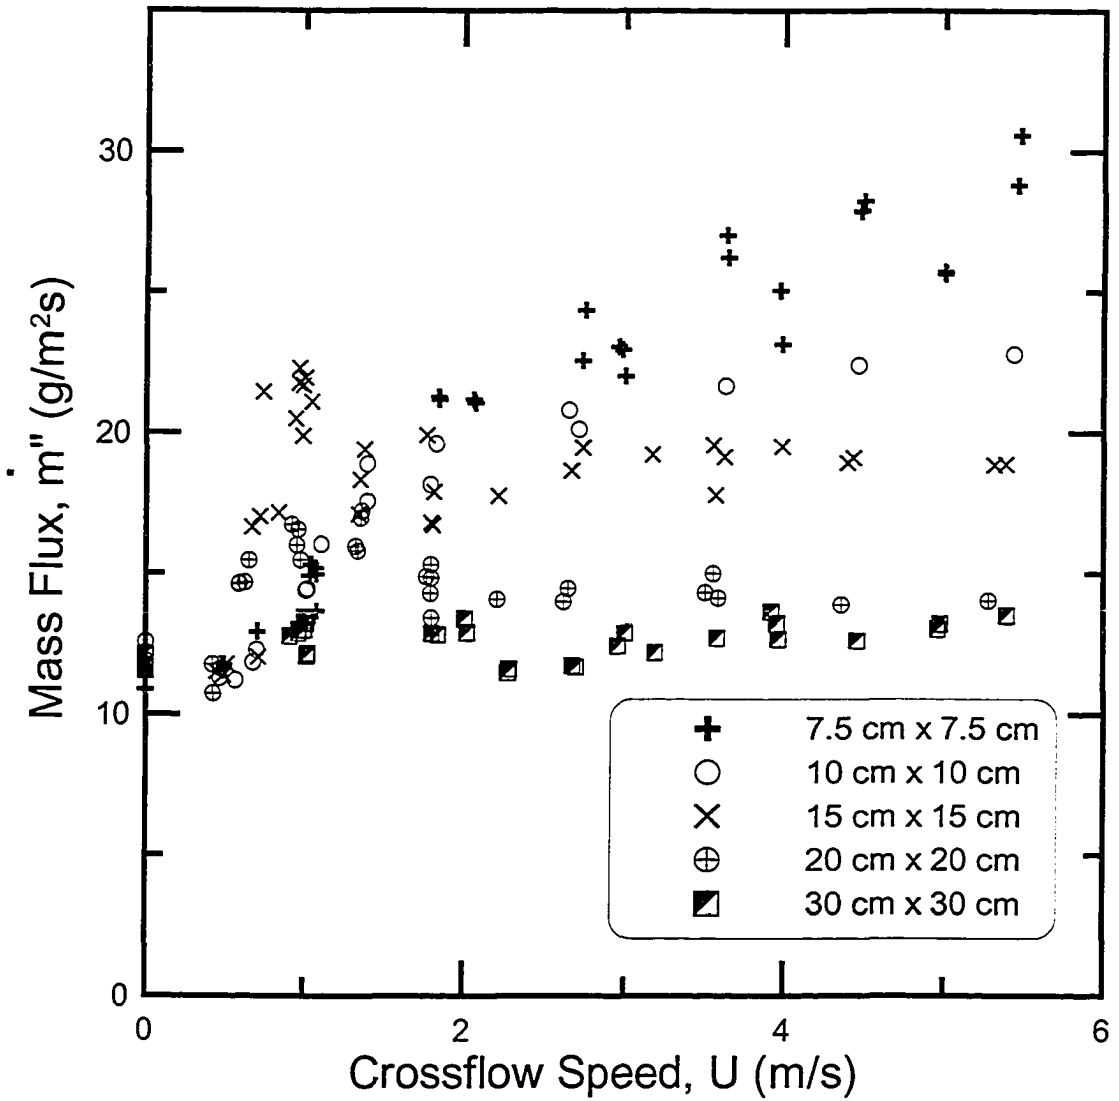 30
20
10
0
Mass Flux, ṁ" (g/m²s)
7.5 cm x 7.5 cm
10 cm x 10 cm
15 cm x 15 cm
20 cm x 20 cm
30 cm x 30 cm
0 2 4 6
Crossflow Speed, U (m/s)